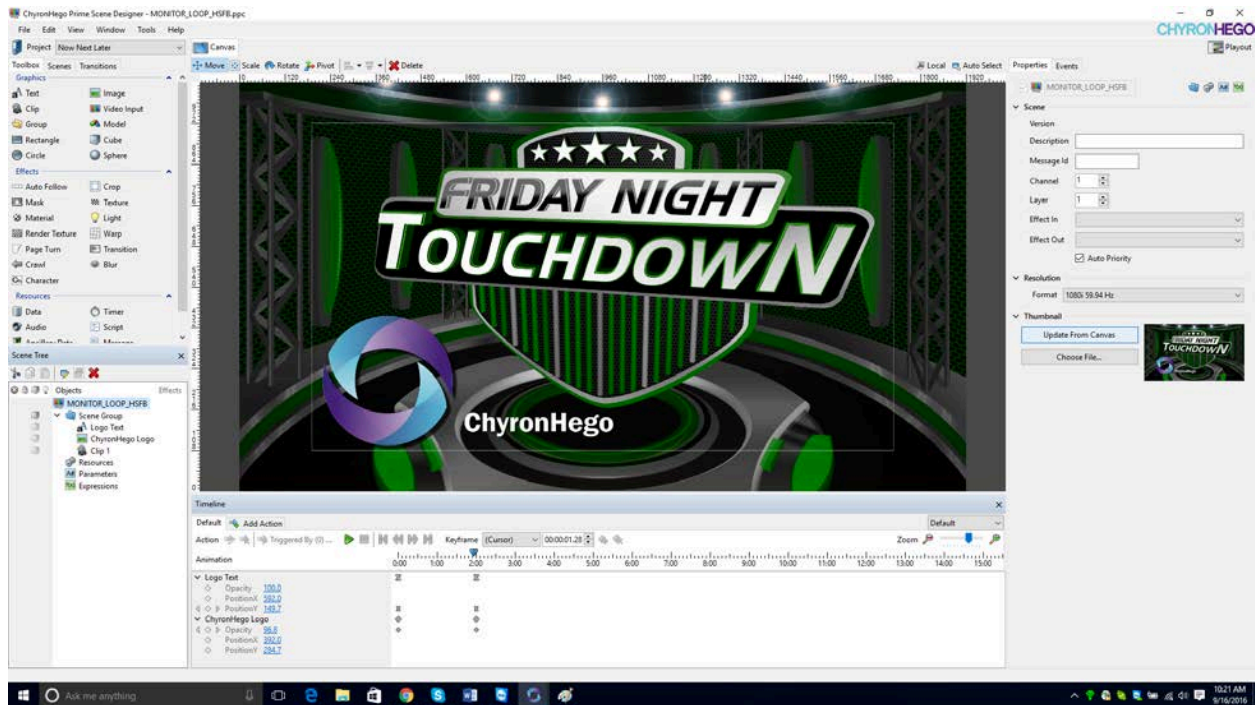 ChyronHego Prime Scene Designer - MONITOR_LOOP_HSFB.ppc
File Edit View Window Tools Help
CHYRONHEGO
Project Now Next Later
Canvas
Playout
Toolbox Scenes Transitions
Move Scale Rotate Pivot Delete
Local Auto Select
Properties Events
Graphics
Text Image
Clip Video Input
Group Model
Rectangle Cube
Circle Sphere
Effects
Auto Follow Crop
Mask Texture
Material Light
Render Texture Warp
Page Turn Transition
Crawl Blur
Character
Resources
Data Timer
Audio Script
Scene Tree
Objects Effects
MONITOR_LOOP_HSFB
Scene Group
Logo Text
ChyronHego Logo
Clip 1
Resources
Parameters
Expressions
FRIDAY NIGHT
TOUCHDOWN
ChyronHego
MONITOR_LOOP_HSFB
Scene
Version
Description
Message Id
Channel 1
Layer 1
Effect In
Effect Out
Auto Priority
Resolution
Format 1080i 59.94 Hz
Thumbnail
Update From Canvas
Choose File...
FRIDAY NIGHT
TOUCHDOWN
Timeline
Default Add Action
Default
Action Triggered By (0) ... Keyframe (Cursor) 00:00:01.28
Zoom
Animation
0:00 1:00 2:00 3:00 4:00 5:00 6:00 7:00 8:00 9:00 10:00 11:00 12:00 13:00 14:00 15:00
Logo Text
Opacity 100.0
PositionX 592.0
PositionY 149.7
ChyronHego Logo
Opacity 96.6
PositionX 392.0
PositionY 284.7
Ask me anything
10:21 AM
9/16/2016